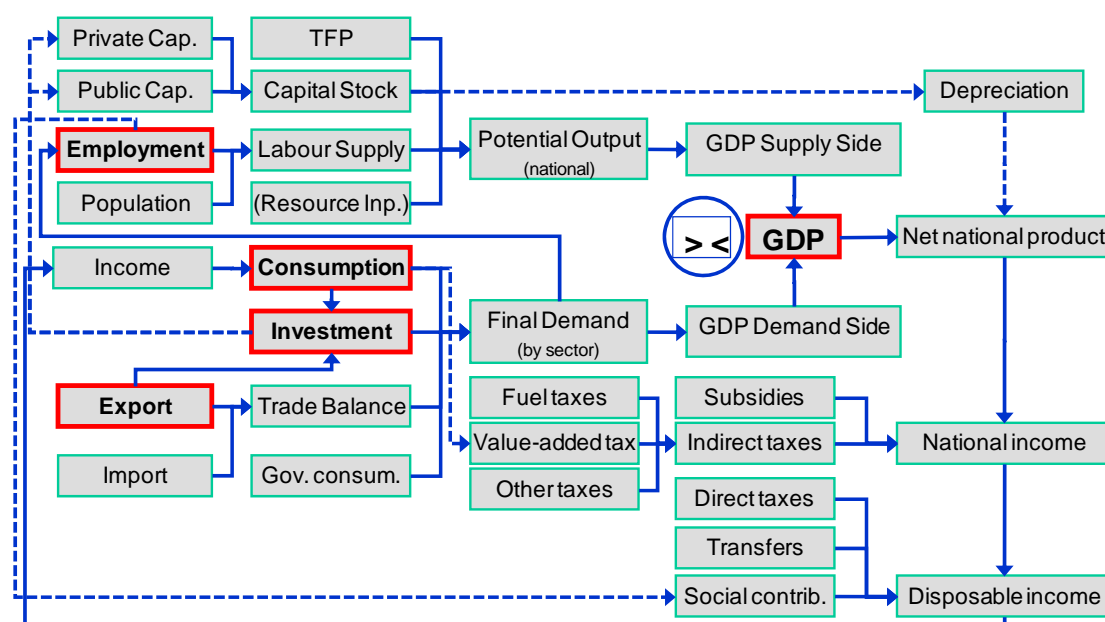 Private Cap.
TFP
Public Cap.
Capital Stock
Depreciation
Employment
Labour Supply
Potential Output
(national)
GDP Supply Side
Population
(Resource Inp.)
> <
GDP
Net national product
Income
Consumption
Investment
Final Demand
(by sector)
GDP Demand Side
Export
Trade Balance
Fuel taxes
Subsidies
Value-added tax
Indirect taxes
National income
Import
Gov. consum.
Other taxes
Direct taxes
Transfers
Social contrib.
Disposable income